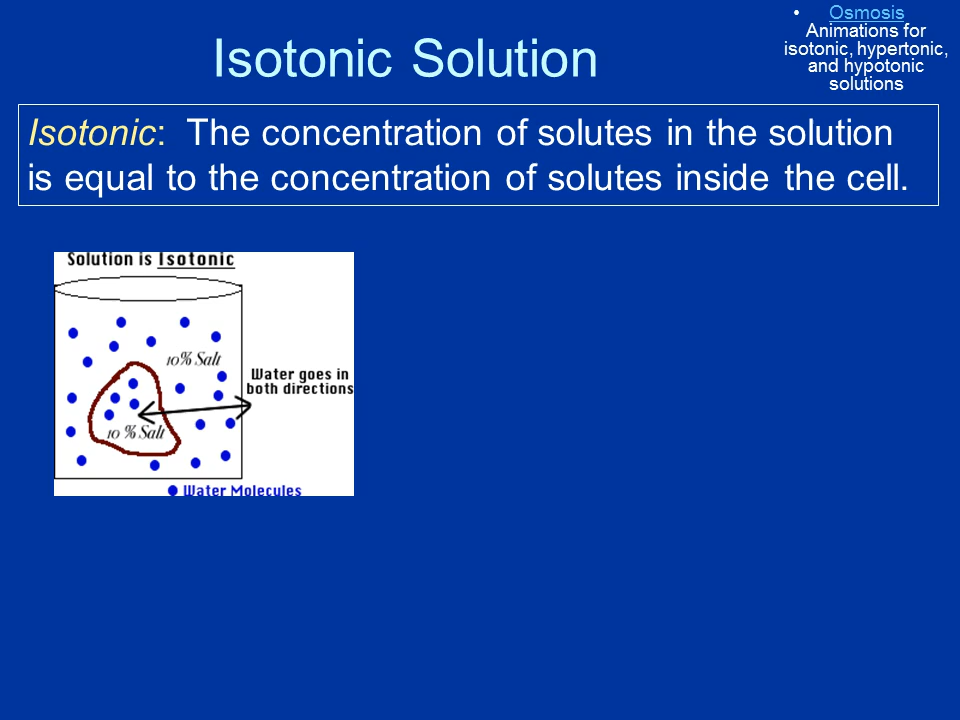 Isotonic Solution
• Osmosis
Animations for
isotonic, hypertonic,
and hypotonic
solutions
Isotonic: The concentration of solutes in the solution
is equal to the concentration of solutes inside the cell.
Solution is Isotonic
10% Salt
Water goes in
both directions
10 % Salt
Water Molecules